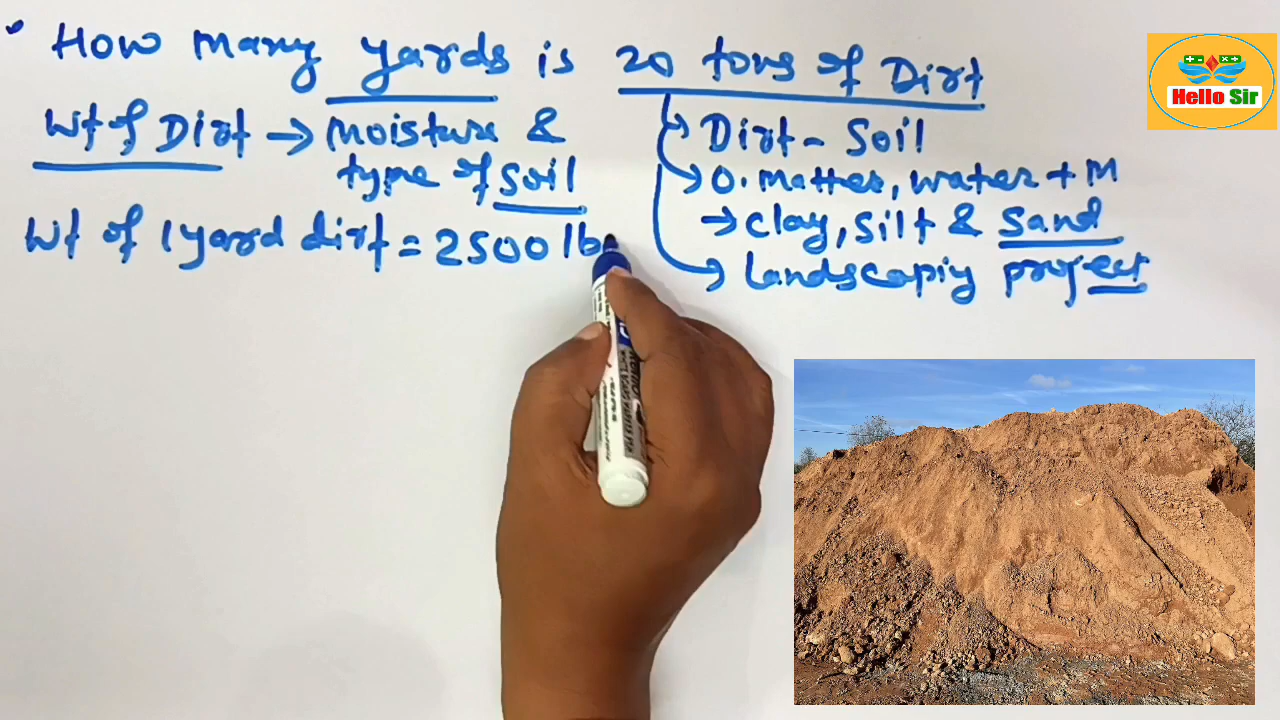 How many yards is 20 tons of Dirt
Wt of Dirt → moisture &
type of soil
Wt of 1 yard dirt = 2500 lb
→ Dirt - Soil
→ O. matter, water + M
→ clay, silt & sand
→ landscapiy project
Hello Sir